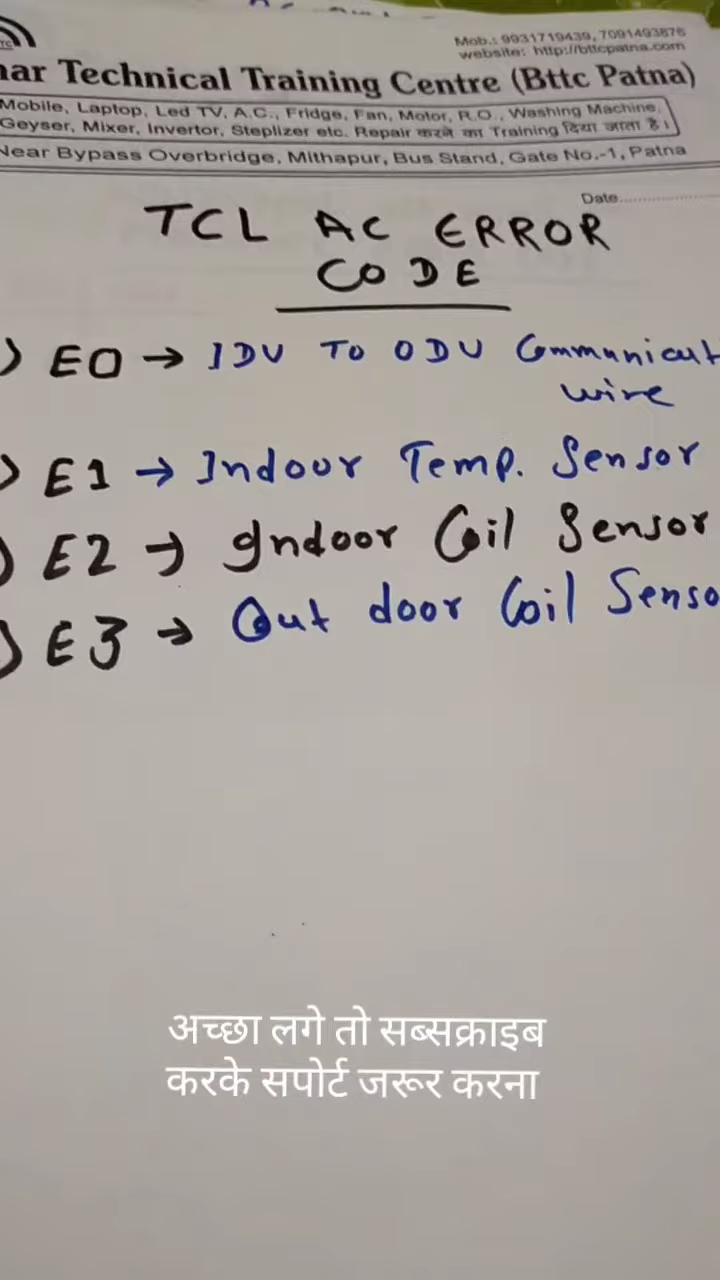 Mob.: 9931719439, 7091493876
website: http://bttcpatna.com
nar Technical Training Centre (Bttc Patna)
Mobile, Laptop, Led TV, A.C., Fridge, Fan, Motor, R.O., Washing Machine,
Geyser, Mixer, Invertor, Steplizer etc. Repair करने का Training दिया जाता है।
Near Bypass Overbridge, Mithapur, Bus Stand, Gate No.-1, Patna
Date
TCL AC ERROR
CODE
) E0 → IDU TO ODU Communicat
wire
) E1 → Indoor Temp. Sensor
) E2 → Indoor Coil Sensor
) E3 → Out door Coil Senso
अच्छा लगे तो सब्सक्राइब
करके सपोर्ट जरूर करना